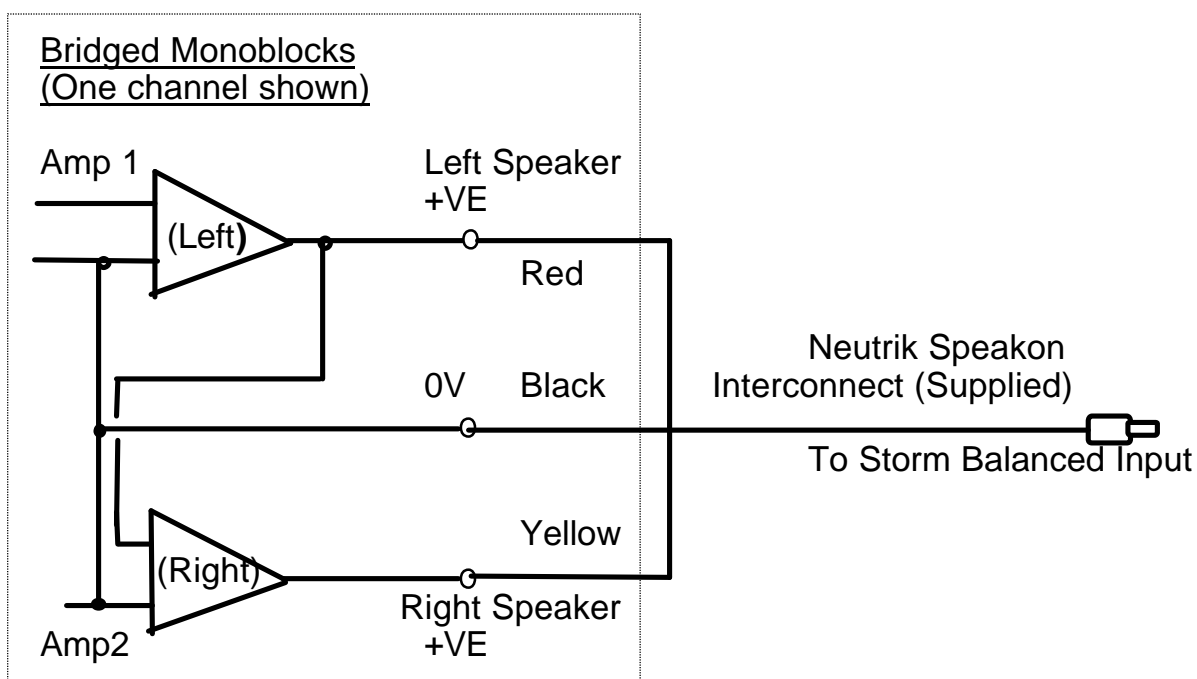 Bridged Monoblocks
(One channel shown)
Amp 1
Left Speaker
+VE
(Left)
Red
Neutrik Speakon
Interconnect (Supplied)
0V
Black
To Storm Balanced Input
Yellow
(Right)
Right Speaker
+VE
Amp2